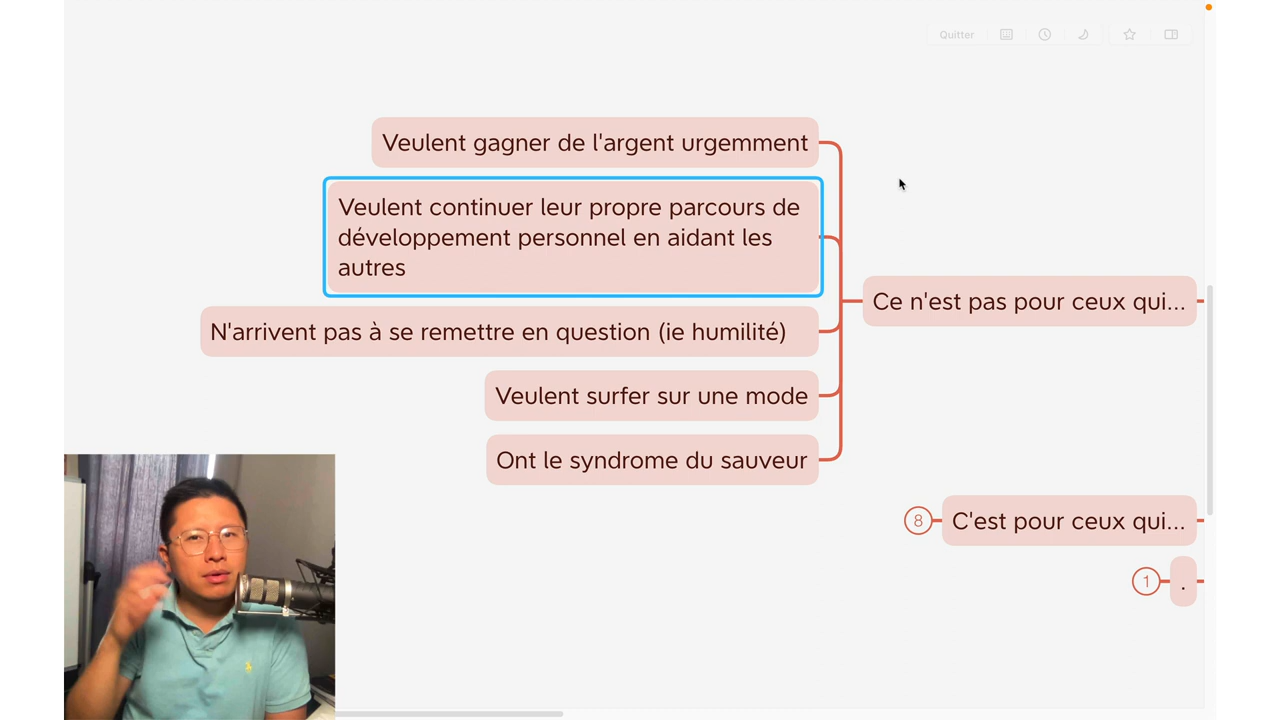 Quitter
Veulent gagner de l'argent urgemment
Veulent continuer leur propre parcours de
développement personnel en aidant les
autres
Ce n'est pas pour ceux qui...
N'arrivent pas à se remettre en question (ie humilité)
Veulent surfer sur une mode
Ont le syndrome du sauveur
8
C'est pour ceux qui...
1
.